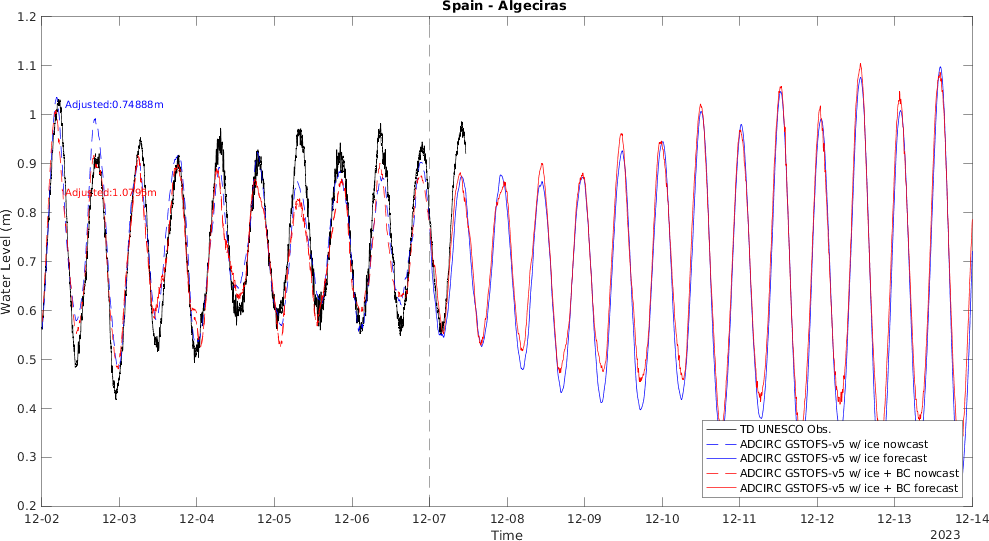 Spain - Algeciras
1.2
1.1
1
0.9
0.8
0.7
0.6
0.5
0.4
0.3
0.2
Water Level (m)
Adjusted:0.74888m
Adjusted:1.0795m
TD UNESCO Obs.
ADCIRC GSTOFS-v5 w/ ice nowcast
ADCIRC GSTOFS-v5 w/ ice forecast
ADCIRC GSTOFS-v5 w/ ice + BC nowcast
ADCIRC GSTOFS-v5 w/ ice + BC forecast
12-02 12-03 12-04 12-05 12-06 12-07 12-08 12-09 12-10 12-11 12-12 12-13 12-14
Time
2023